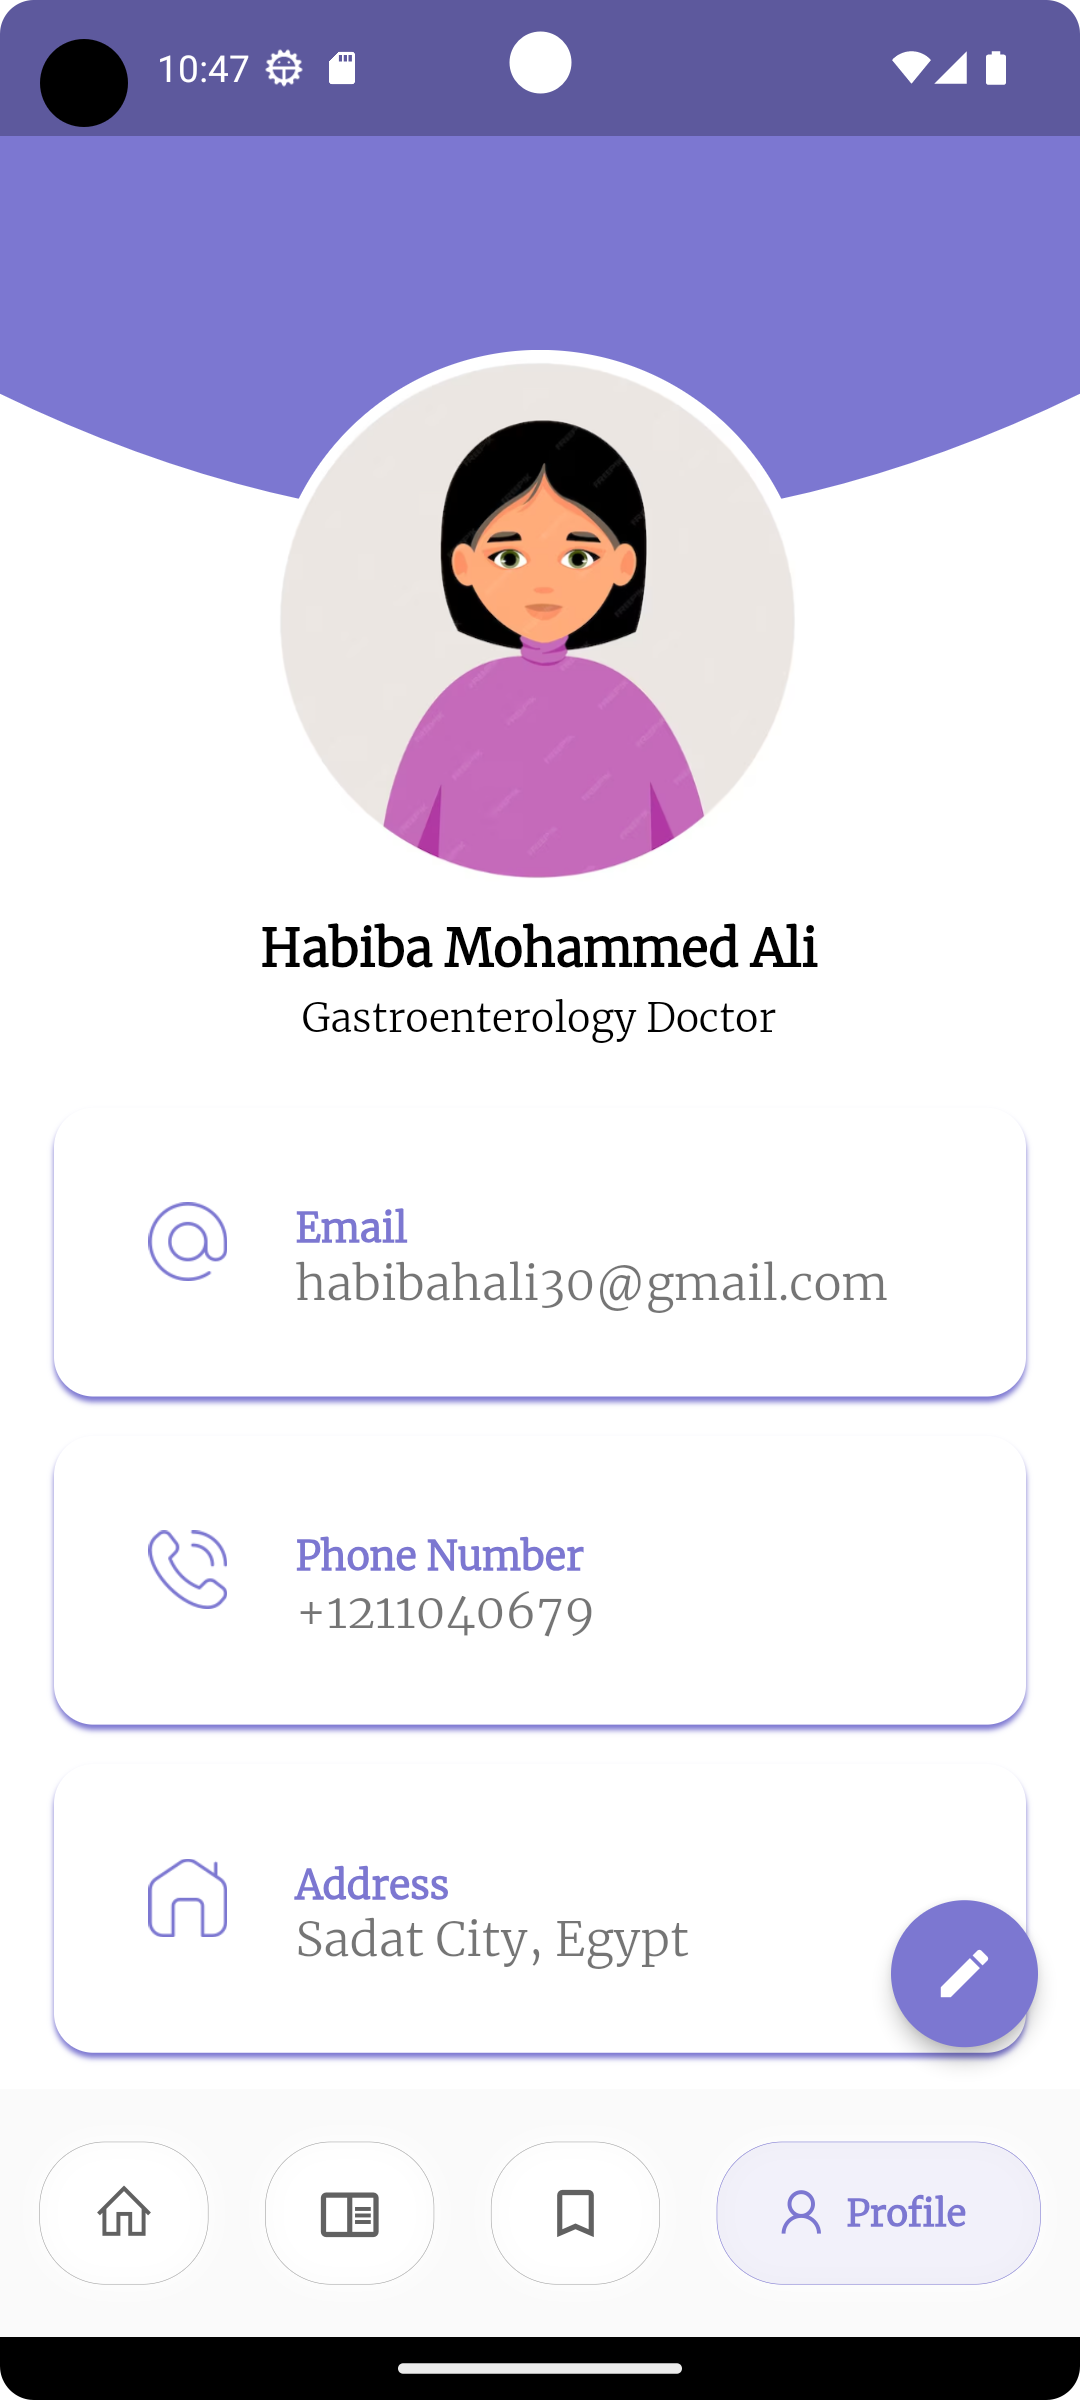 10:47
Habiba Mohammed Ali
Gastroenterology Doctor
Email
habibahali30@gmail.com
Phone Number
+1211040679
Address
Sadat City, Egypt
Profile